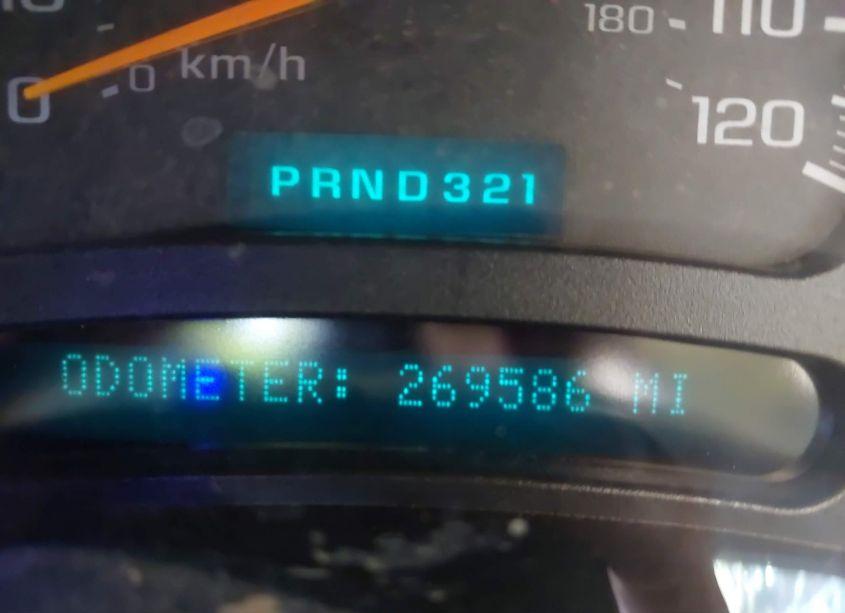 180 110
0 0 km/h
120
PRND321
ODOMETER: 269586 MI